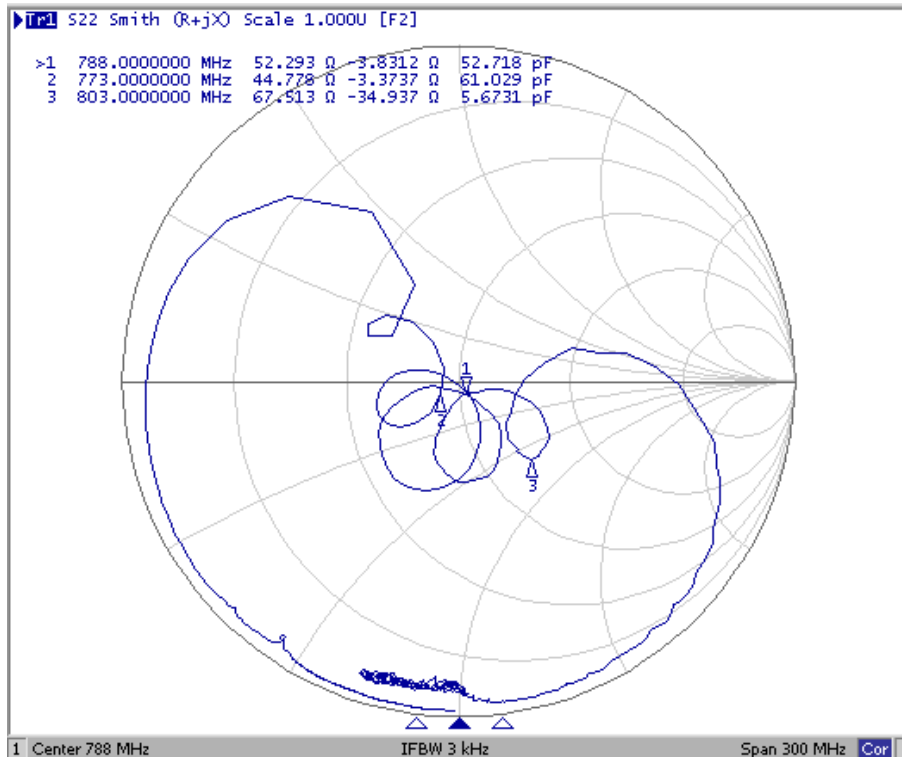 Tr1 S22 Smith (R+jX) Scale 1.000U [F2]
>1 788.0000000 MHz 52.293 Ω -3.8312 Ω 52.718 pF
2 773.0000000 MHz 44.778 Ω -3.3737 Ω 61.029 pF
3 803.0000000 MHz 67.513 Ω -34.937 Ω 5.6731 pF
1
2
3
1 Center 788 MHz IFBW 3 kHz Span 300 MHz Cor